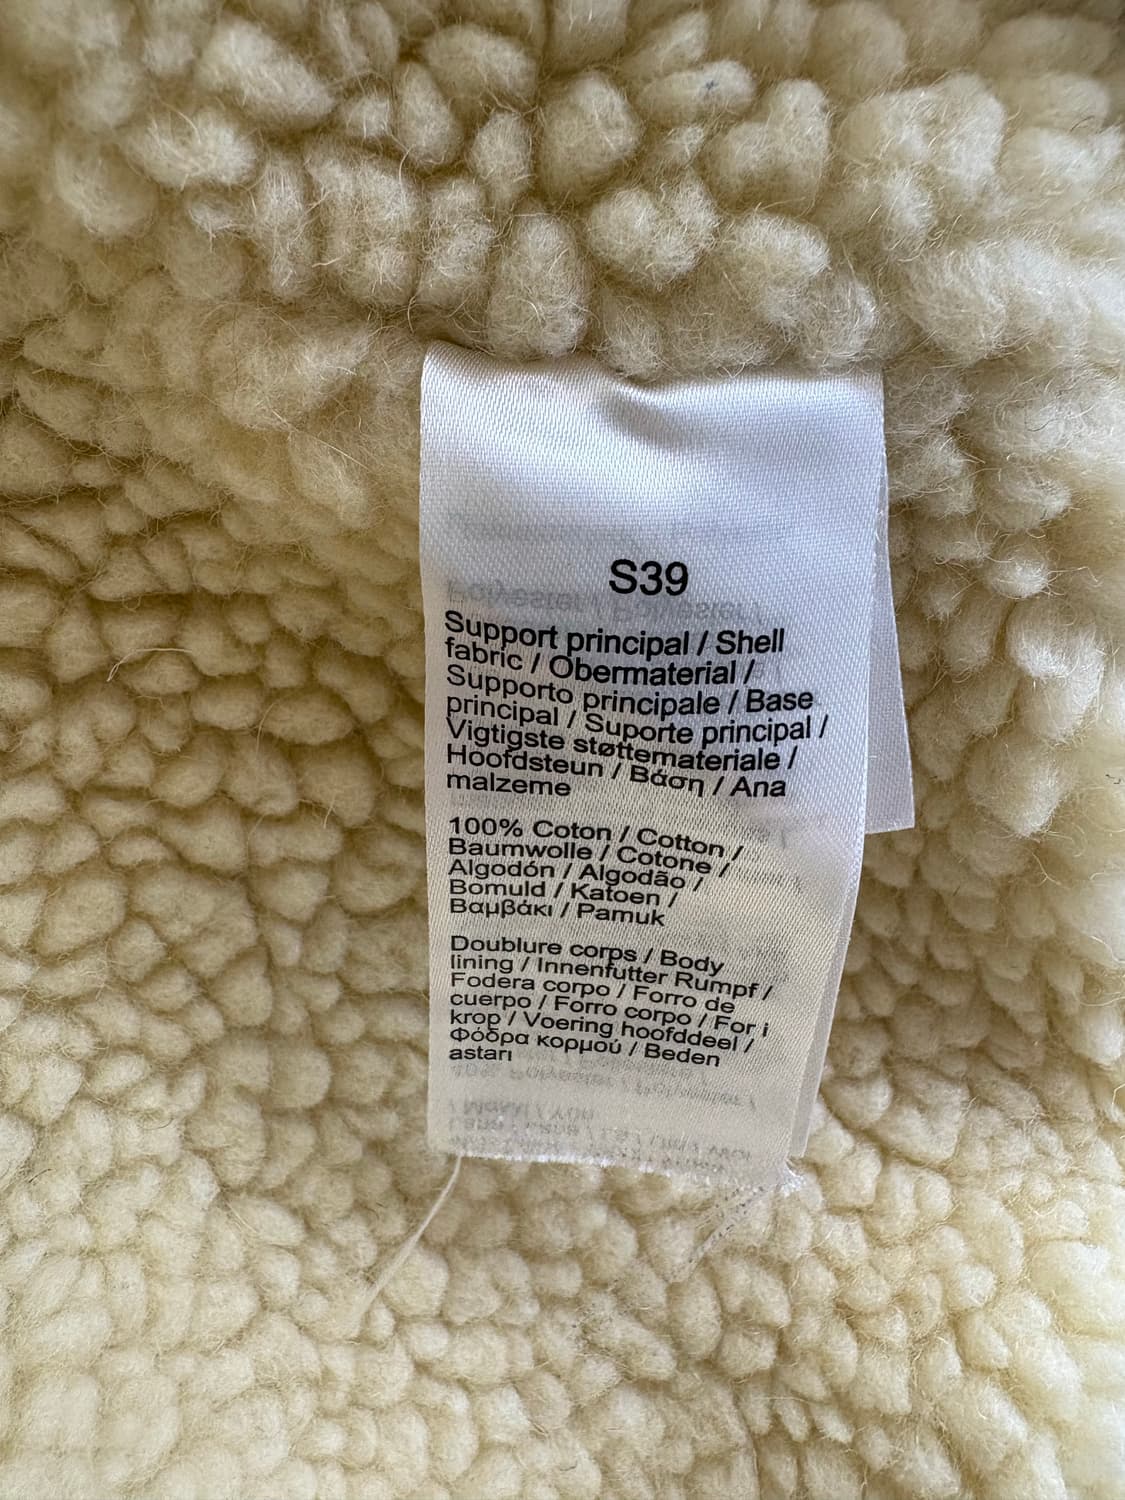 S39
Support principal / Shell
fabric / Obermaterial /
Supporto principale / Base
principal / Suporte principal /
Vigtigste støttemateriale /
Hoofdsteun / Βάση / Ana
malzeme
100% Coton / Cotton /
Baumwolle / Cotone /
Algodón / Algodão /
Bomuld / Katoen /
Βαμβάκι / Pamuk
Doublure corps / Body
lining / Innenfutter Rumpf /
Fodera corpo / Forro de
cuerpo / Forro corpo / For i
krop / Voering hoofddeel /
Φόδρα κορμού / Beden
astarı